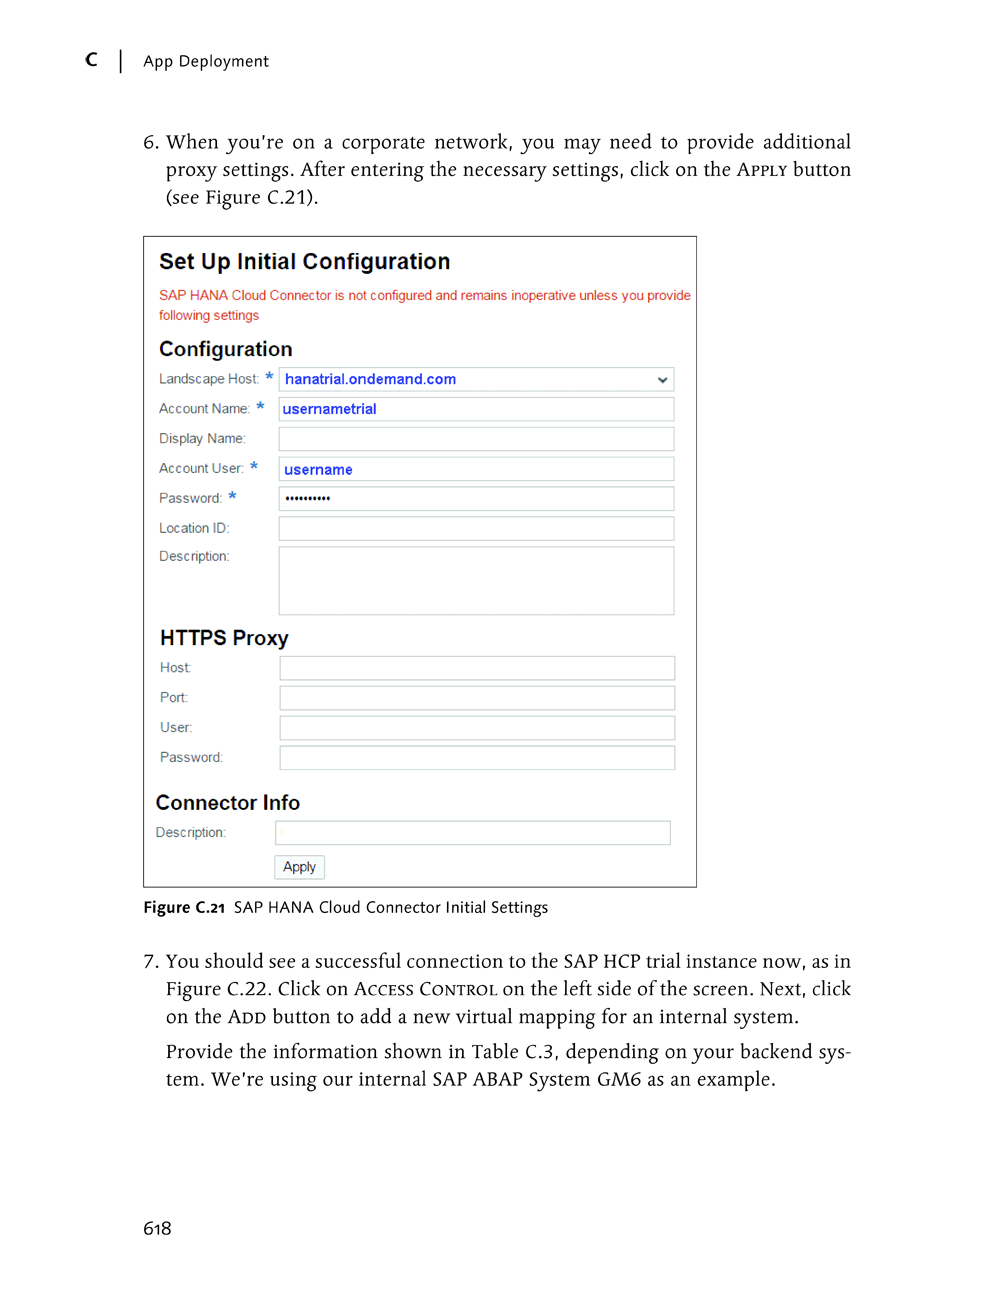 C | App Deployment
6. When you're on a corporate network, you may need to provide additional
proxy settings. After entering the necessary settings, click on the APPLY button
(see Figure C.21).
Set Up Initial Configuration
SAP HANA Cloud Connector is not configured and remains inoperative unless you provide
following settings
Configuration
Landscape Host: * hanatrial.ondemand.com
Account Name: * usernametrial
Display Name:
Account User: * username
Password: * ••••••••••
Location ID:
Description:
HTTPS Proxy
Host:
Port:
User:
Password:
Connector Info
Description:
Apply
Figure C.21 SAP HANA Cloud Connector Initial Settings
7. You should see a successful connection to the SAP HCP trial instance now, as in
Figure C.22. Click on ACCESS CONTROL on the left side of the screen. Next, click
on the ADD button to add a new virtual mapping for an internal system.
Provide the information shown in Table C.3, depending on your backend sys-
tem. We're using our internal SAP ABAP System GM6 as an example.
618